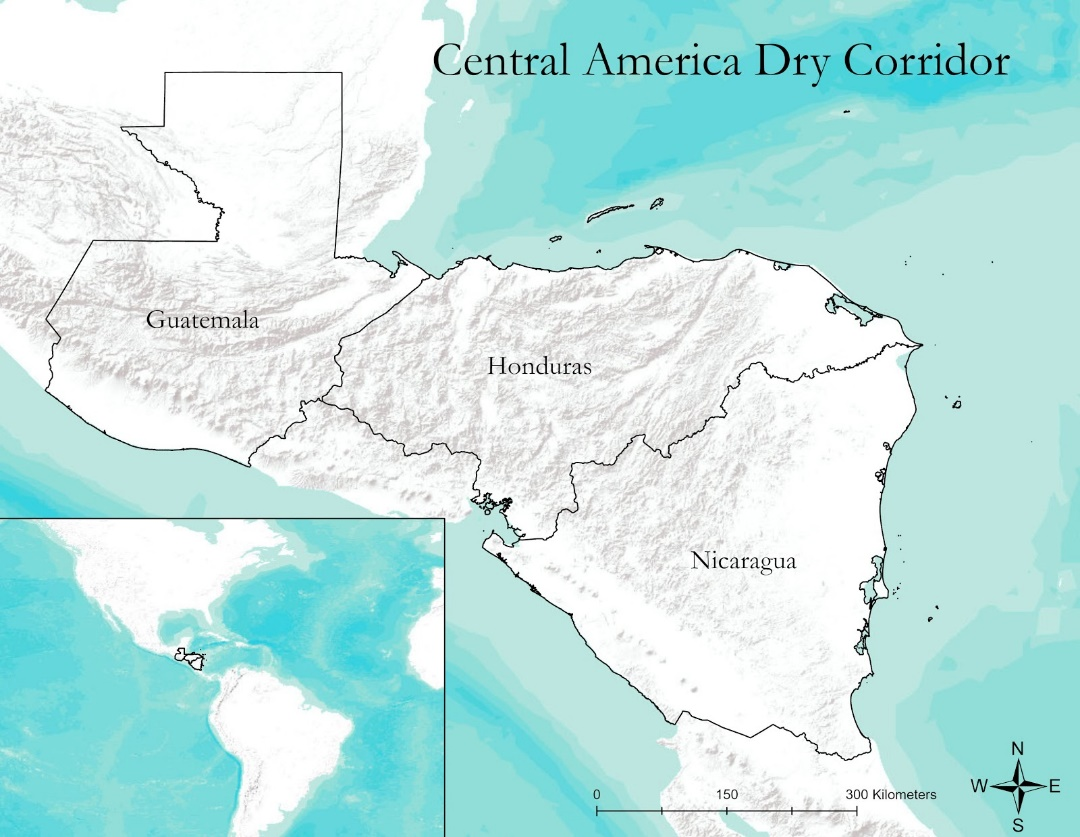 Central America Dry Corridor
Guatemala
Honduras
Nicaragua
0 150 300 Kilometers
N
W E
S